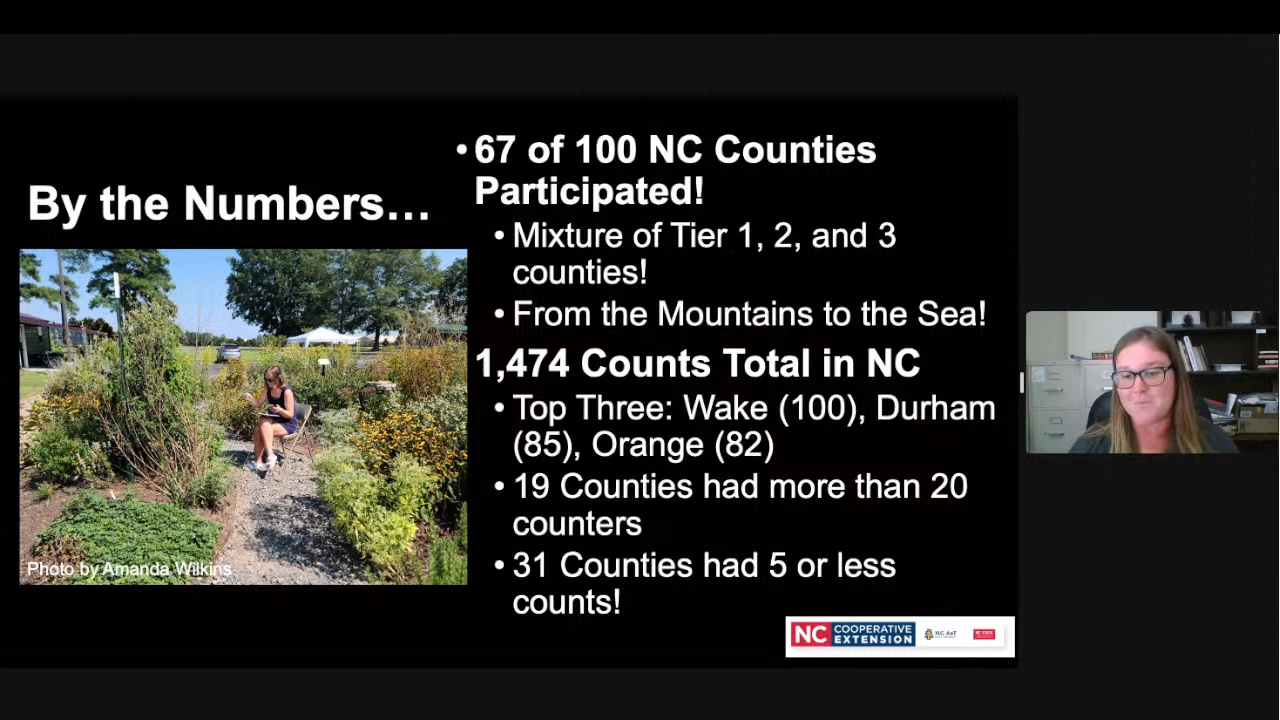 By the Numbers…
• 67 of 100 NC Counties
Participated!
• Mixture of Tier 1, 2, and 3
counties!
• From the Mountains to the Sea!
1,474 Counts Total in NC
• Top Three: Wake (100), Durham
(85), Orange (82)
• 19 Counties had more than 20
counters
• 31 Counties had 5 or less
counts!
Photo by Amanda Wilkins
NC COOPERATIVE
EXTENSION
N.C. A&T
NC STATE